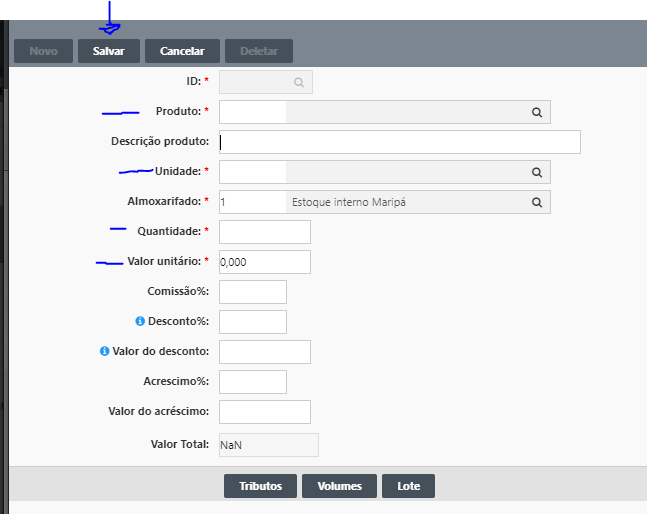 Novo Salvar Cancelar Deletar
ID: *
Produto: *
Descrição produto:
Unidade: *
Almoxarifado: * 1 Estoque interno Maripá
Quantidade: *
Valor unitário: * 0,000
Comissão%:
Desconto%:
Valor do desconto:
Acrescimo%:
Valor do acréscimo:
Valor Total: NaN
Tributos Volumes Lote